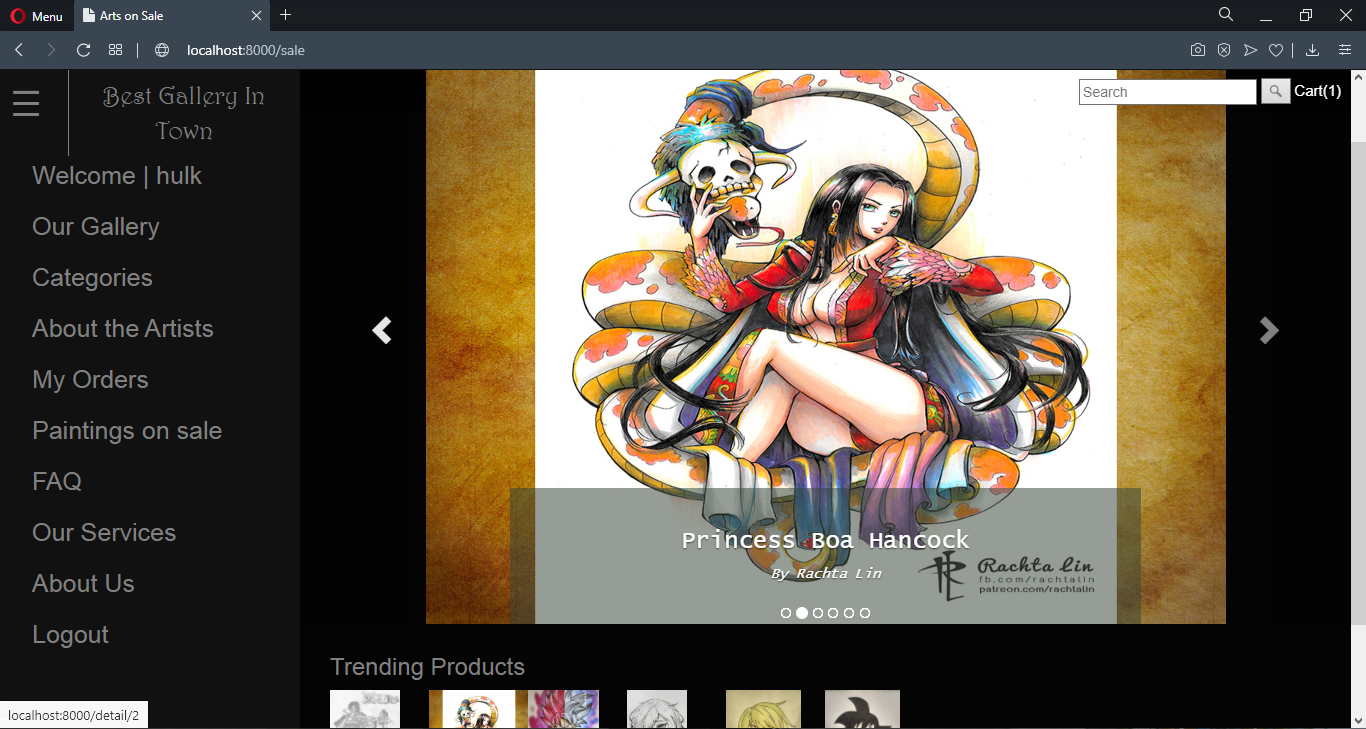 Menu
Arts on Sale
localhost:8000/sale
Best Gallery In
Town
Search
Cart(1)
Welcome | hulk
Our Gallery
Categories
About the Artists
My Orders
Paintings on sale
FAQ
Our Services
About Us
Logout
Princess Boa Hancock
By Rachta Lin
Rachta Lin
fb.com/rachtalin
patreon.com/rachtalin
Trending Products
localhost:8000/detail/2